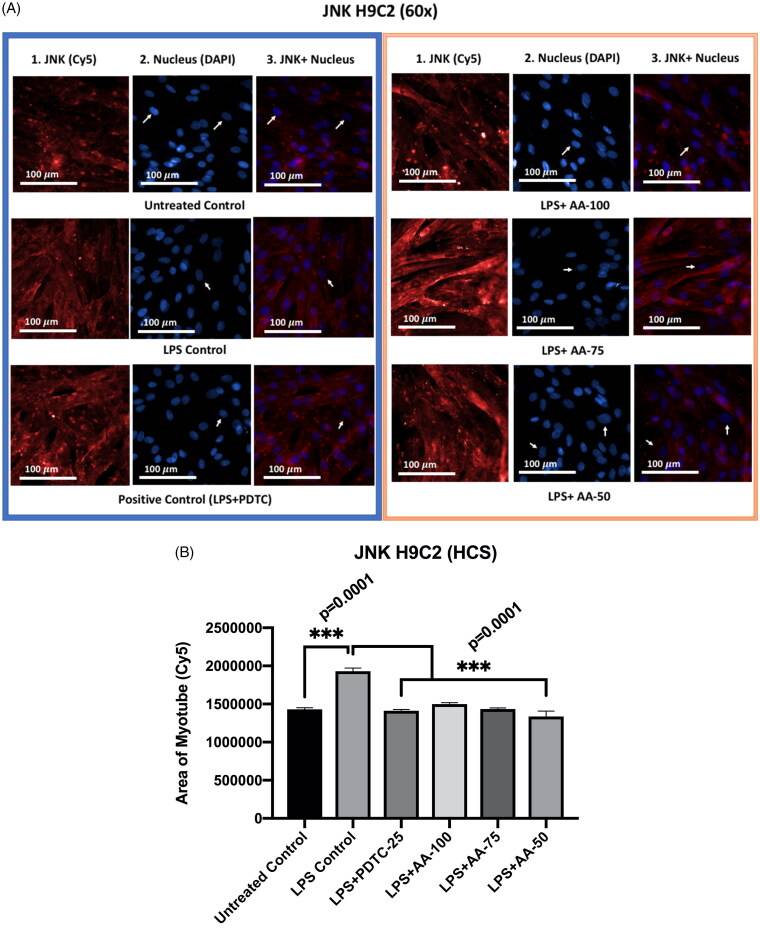 (A)
JNK H9C2 (60x)
1. JNK (Cy5) 2. Nucleus (DAPI) 3. JNK+ Nucleus
100 µm 100 µm 100 µm
Untreated Control
100 µm 100 µm 100 µm
LPS Control
100 µm 100 µm 100 µm
Positive Control (LPS+PDTC)
1. JNK (Cy5) 2. Nucleus (DAPI) 3. JNK+ Nucleus
100 µm 100 µm 100 µm
LPS+ AA-100
100 µm 100 µm 100 µm
LPS+ AA-75
100 µm 100 µm 100 µm
LPS+ AA-50
(B)
JNK H9C2 (HCS)
p=0.0001
p=0.0001
***
***
Area of Myotube (Cy5)
2500000
2000000
1500000
1000000
500000
0
Untreated Control
LPS Control
LPS+PDTC-25
LPS+AA-100
LPS+AA-75
LPS+AA-50